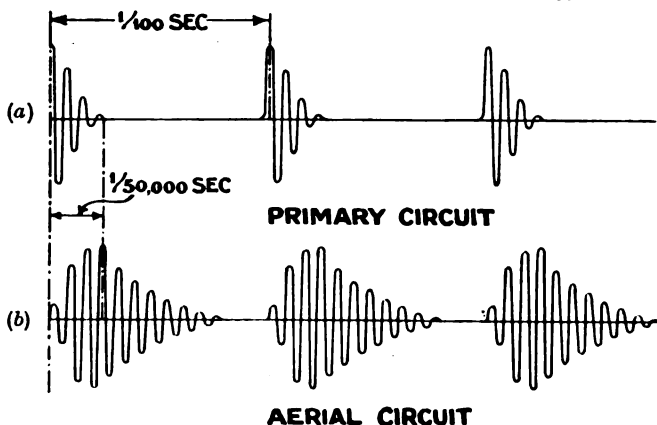 1/100 SEC
(a)
1/50,000 SEC
PRIMARY CIRCUIT
(b)
AERIAL CIRCUIT